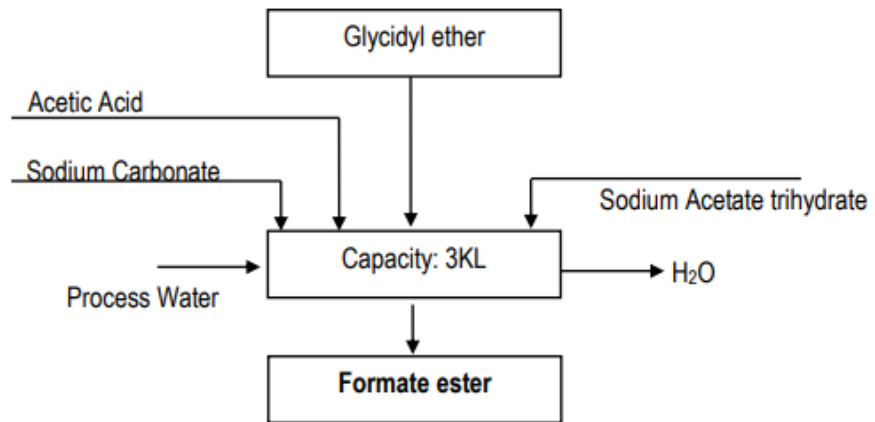 Glycidyl ether
Acetic Acid
Sodium Carbonate
Sodium Acetate trihydrate
Capacity: 3KL
H₂O
Process Water
Formate ester